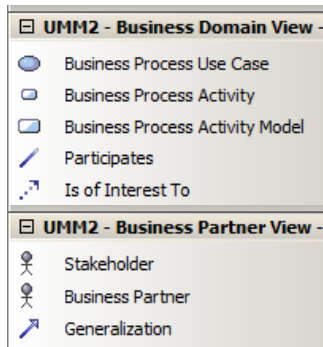 UMM2 - Business Domain View -
Business Process Use Case
Business Process Activity
Business Process Activity Model
Participates
Is of Interest To
UMM2 - Business Partner View -
Stakeholder
Business Partner
Generalization